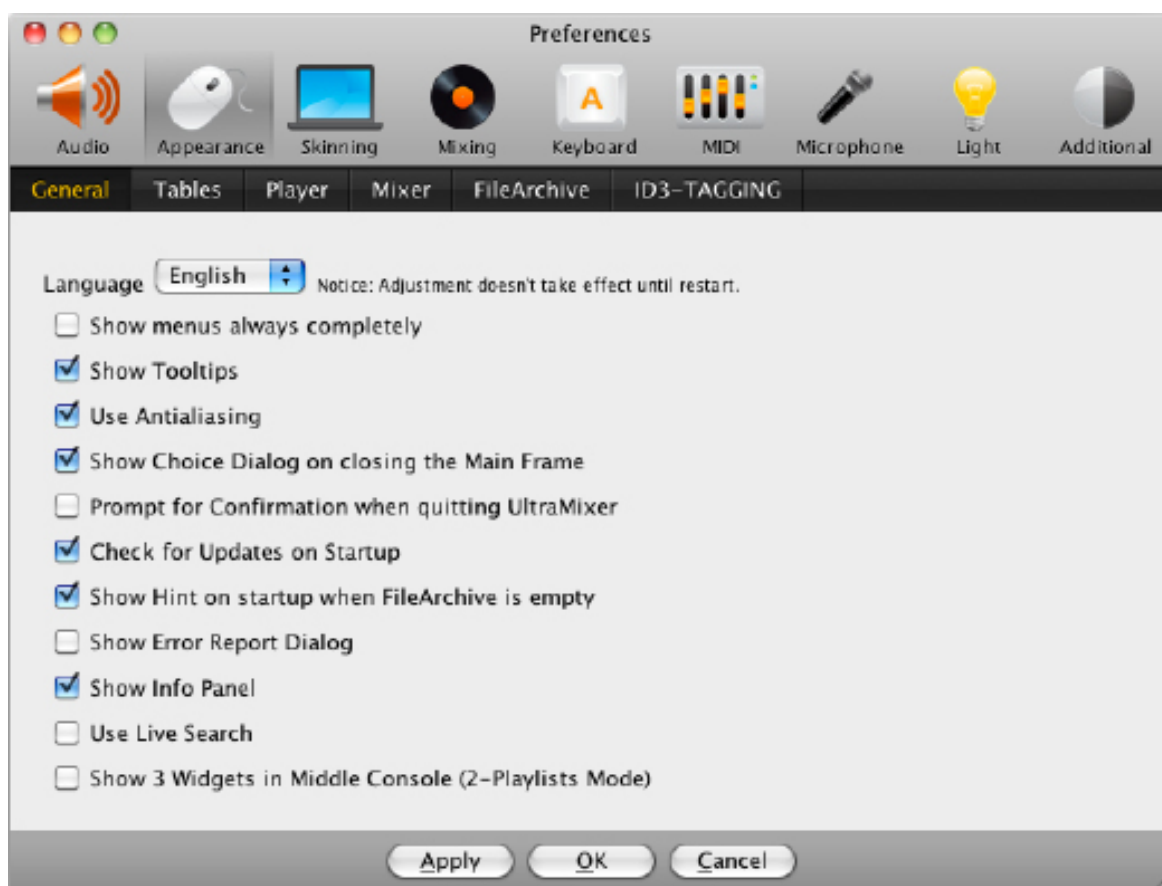 Preferences
Audio Appearance Skinning Mixing A Keyboard MIDI Microphone Light Additional
General Tables Player Mixer FileArchive ID3-TAGGING
Language English Notice: Adjustment doesn't take effect until restart.
Show menus always completely
Show Tooltips
Use Antialiasing
Show Choice Dialog on closing the Main Frame
Prompt for Confirmation when quitting UltraMixer
Check for Updates on Startup
Show Hint on startup when FileArchive is empty
Show Error Report Dialog
Show Info Panel
Use Live Search
Show 3 Widgets in Middle Console (2-Playlists Mode)
Apply OK Cancel